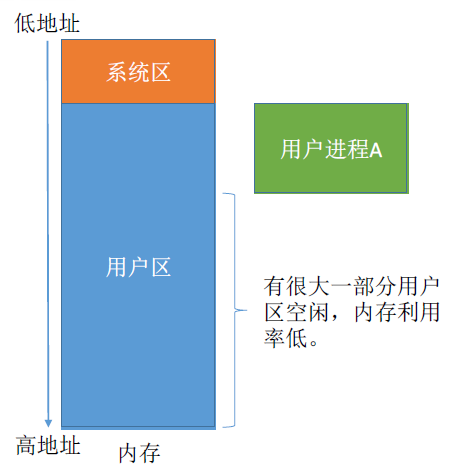 低地址
系统区
用户进程A
用户区
有很大一部分用户
区空闲，内存利用
率低。
高地址
内存